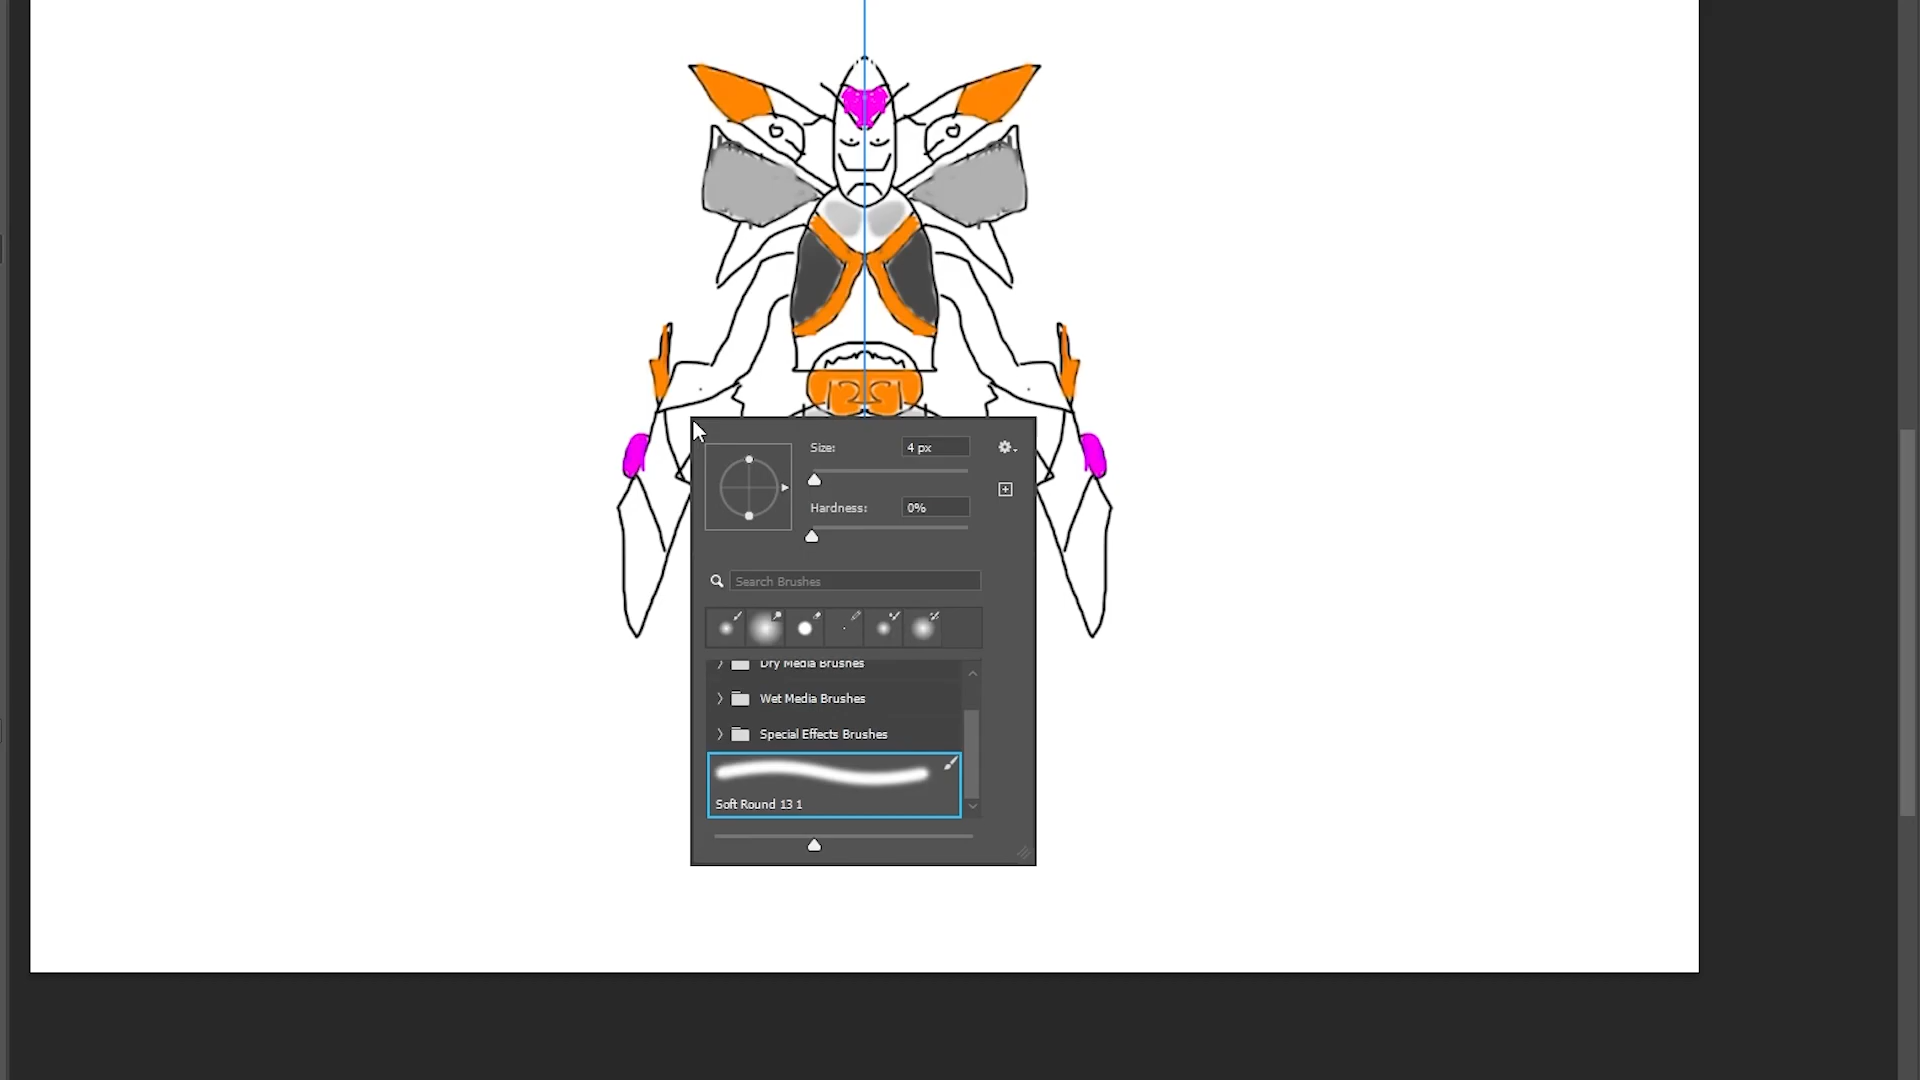 Size:
4 px
Hardness:
0%
Search Brushes
Dry Media Brushes
Wet Media Brushes
Special Effects Brushes
Soft Round 13 1